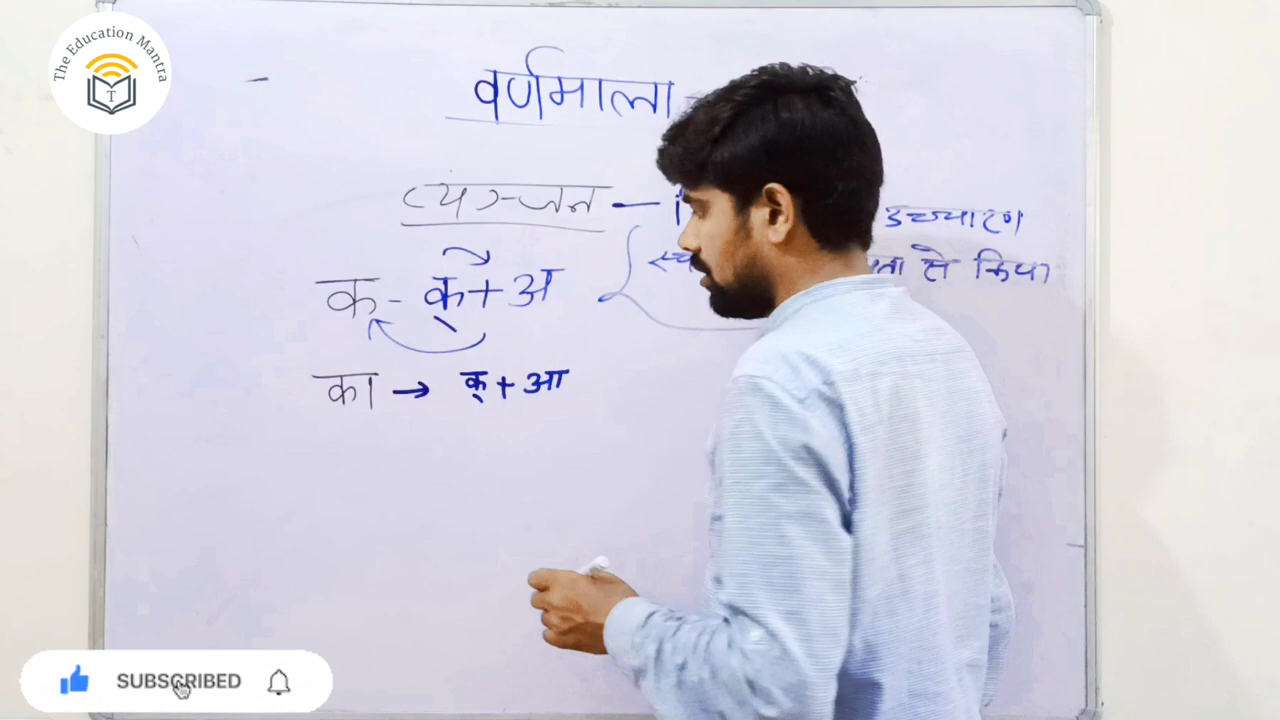 The Education Mantra
T
वर्णमाला
व्यञ्जन — उच्चारण
से किया
क - क् + अ
का → क् + आ
SUBSCRIBED